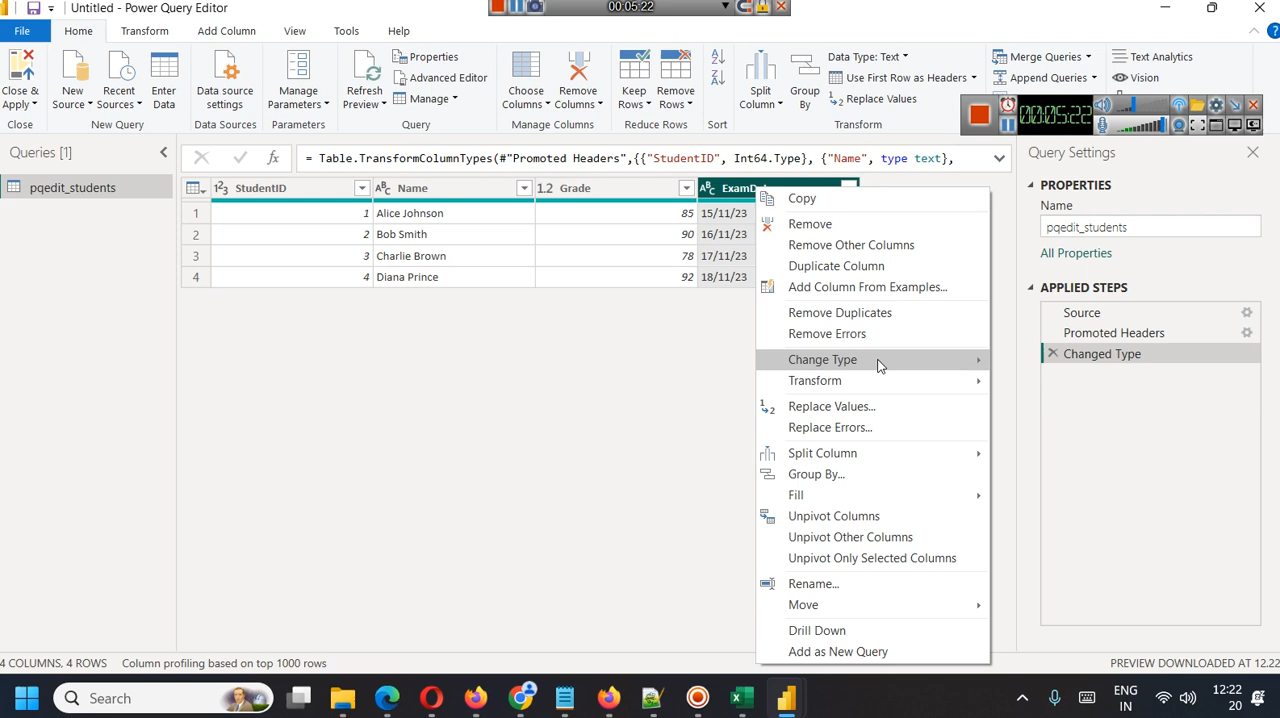 Untitled - Power Query Editor
00:05:22
File Home Transform Add Column View Tools Help
Close & Apply
New Source
Recent Sources
Enter Data
Data source settings
Manage Parameters
Refresh Preview
Properties
Advanced Editor
Manage
Choose Columns
Remove Columns
Keep Rows
Remove Rows
Split Column
Group By
Data Type: Text
Use First Row as Headers
Replace Values
Merge Queries
Append Queries
Text Analytics
Vision
00:05:22
Close New Query Data Sources Parameters Query Manage Columns Reduce Rows Sort Transform
Queries [1]
pqedit_students
= Table.TransformColumnTypes(#"Promoted Headers",{{"StudentID", Int64.Type}, {"Name", type text},
StudentID Name Grade
1 1 Alice Johnson 85 15/11/23
2 2 Bob Smith 90 16/11/23
3 3 Charlie Brown 78 17/11/23
4 4 Diana Prince 92 18/11/23
Copy
Remove
Remove Other Columns
Duplicate Column
Add Column From Examples...
Remove Duplicates
Remove Errors
Change Type
Transform
Replace Values...
Replace Errors...
Split Column
Group By...
Fill
Unpivot Columns
Unpivot Other Columns
Unpivot Only Selected Columns
Rename...
Move
Drill Down
Add as New Query
Query Settings
PROPERTIES
Name
pqedit_students
All Properties
APPLIED STEPS
Source
Promoted Headers
Changed Type
4 COLUMNS, 4 ROWS Column profiling based on top 1000 rows
PREVIEW DOWNLOADED AT 12.22
Search
ENG
IN
12:22
20